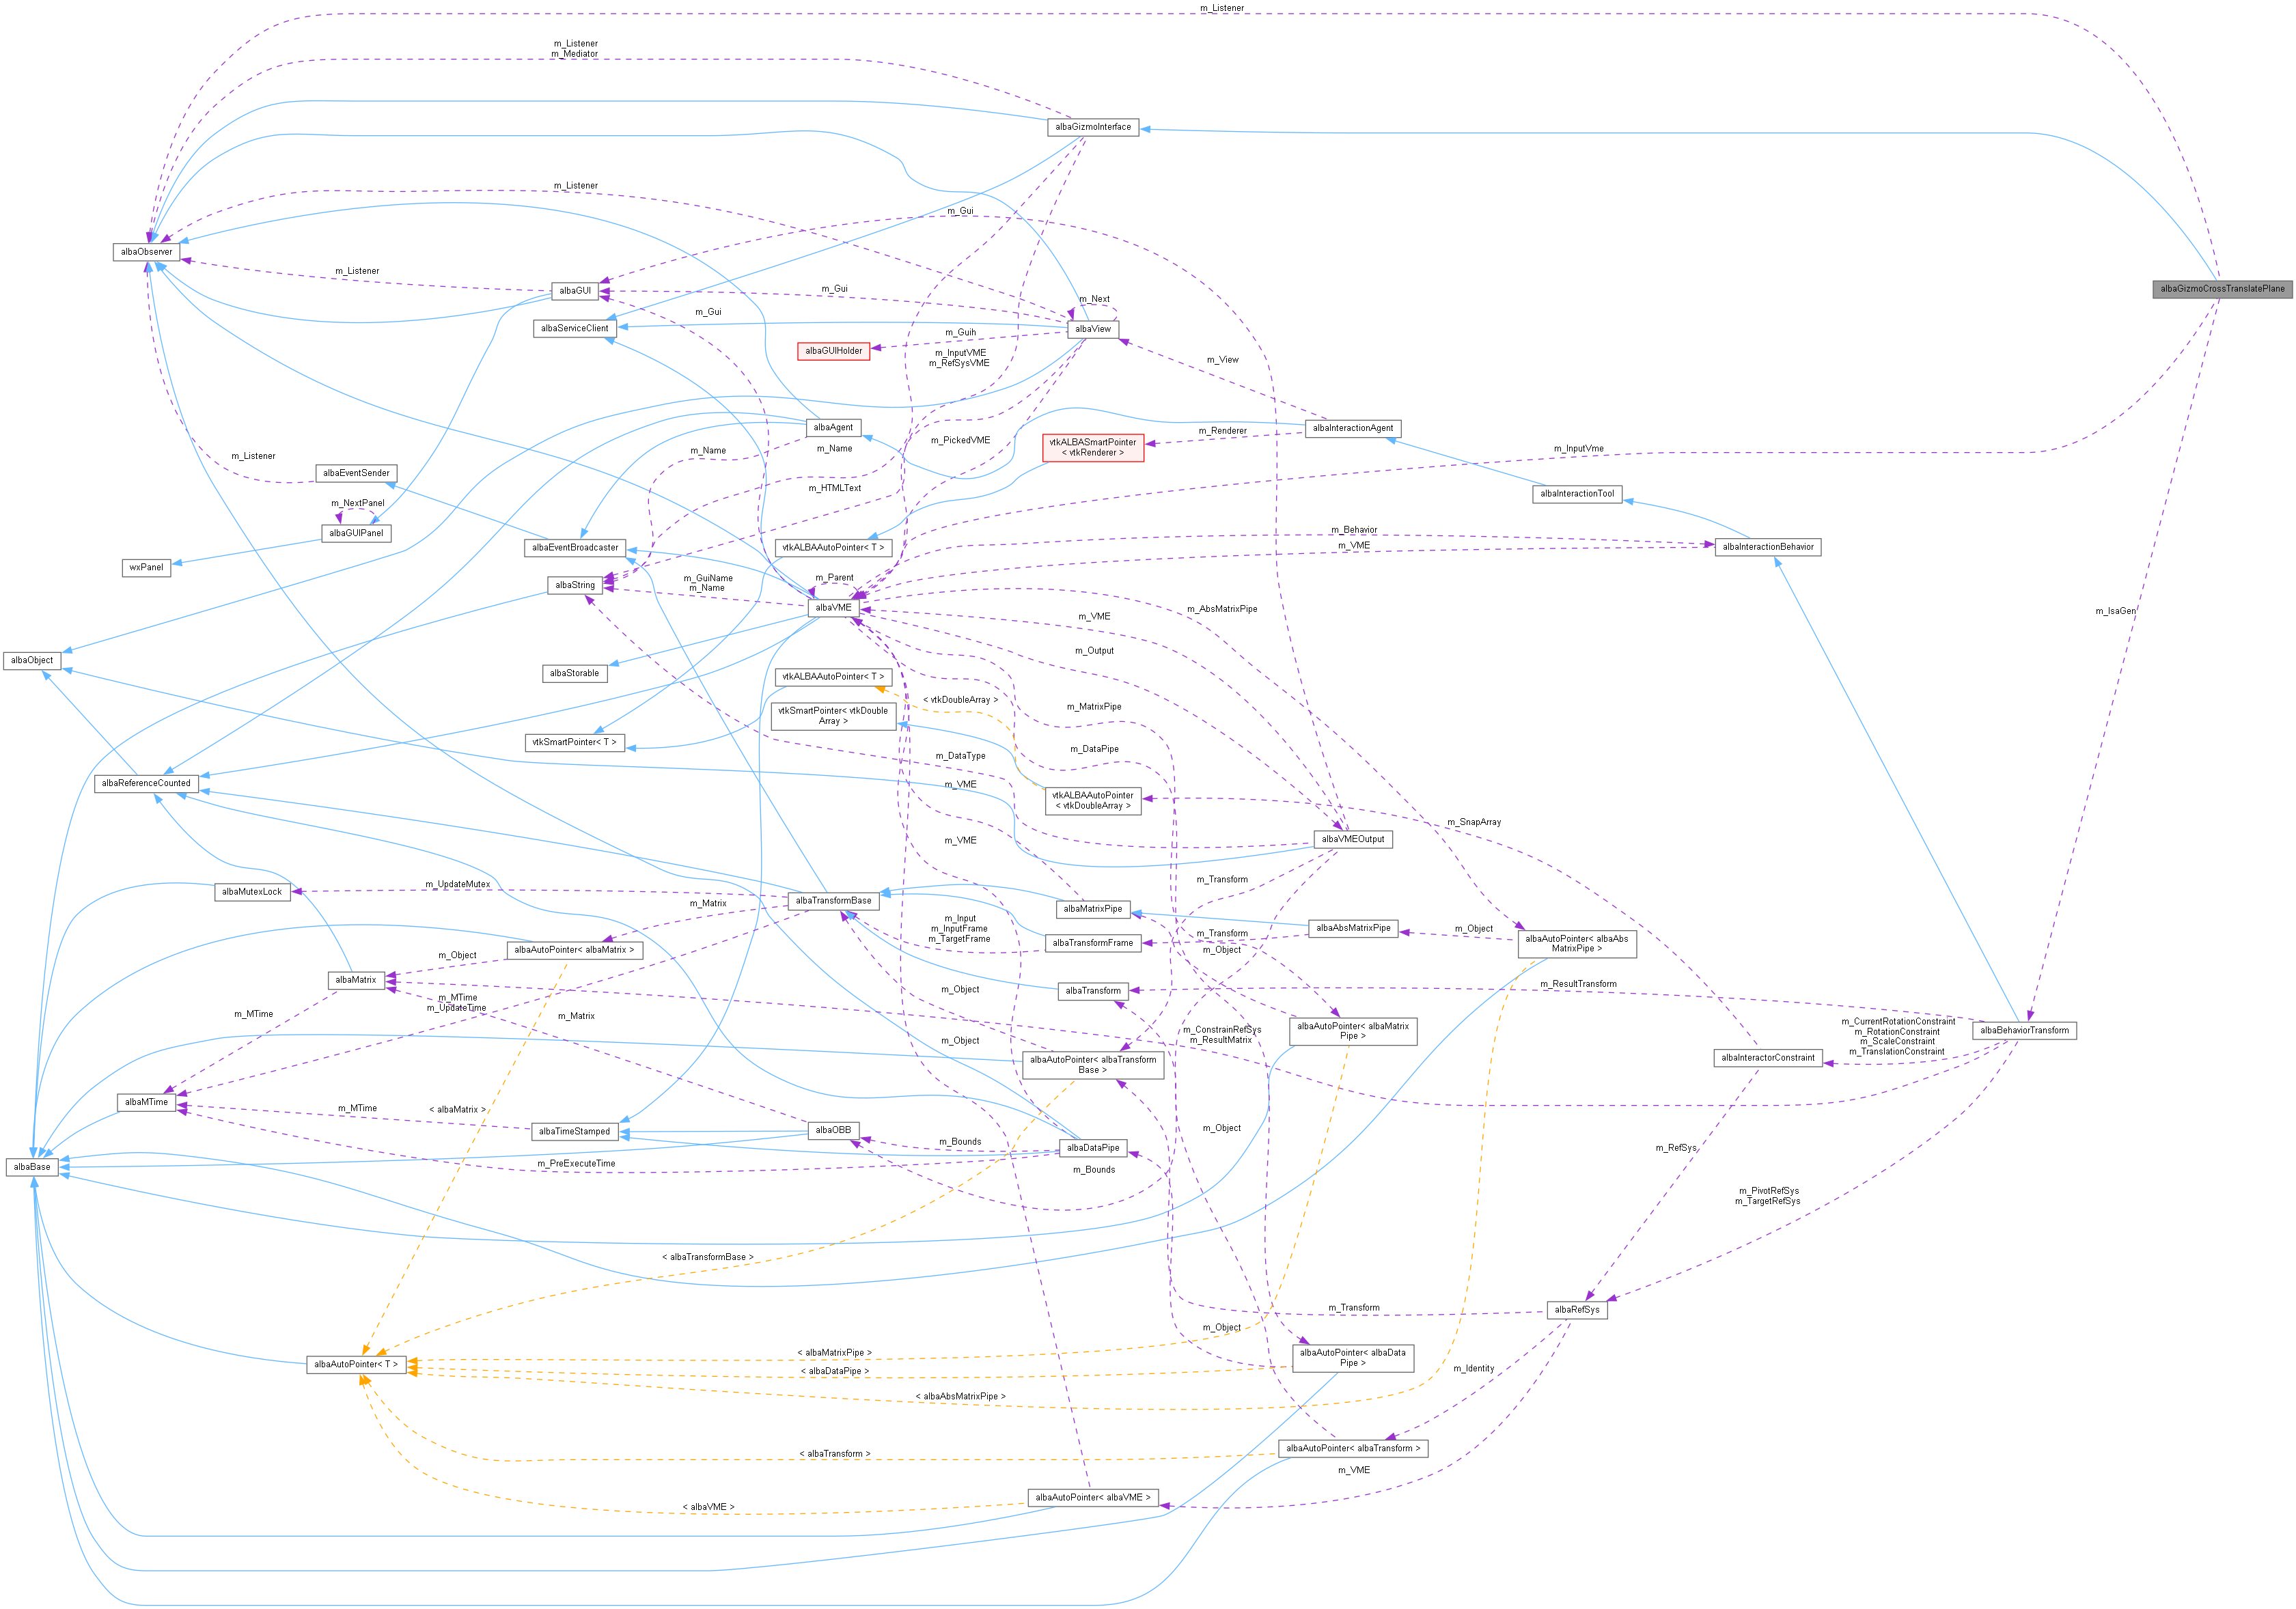 m_Listener
m_Listener
m_Mediator
albaGizmoInterface
m_Listener
m_Gui
albaObserver
m_Listener
albaGUI
m_Gui
albaGizmoCrossTranslatePlane
m_Next
m_Gui
albaServiceClient
albaView
m_Guih
albaGUIHolder
m_InputVME
m_RefSysVME
m_View
albaAgent
albaInteractionAgent
m_Renderer
m_PickedVME
vtkALBASmartPointer
< vtkRenderer >
m_Name
m_Name
m_InputVme
m_Listener
albaEventSender
m_HTMLText
albaInteractionTool
m_NextPanel
albaGUIPanel
m_Behavior
albaEventBroadcaster
vtkALBAAutoPointer< T >
m_VME
albaInteractionBehavior
wxPanel
albaString
m_GuiName
m_Name
m_Parent
albaVME
m_AbsMatrixPipe
m_IsaGen
m_VME
m_Output
albaObject
albaStorable
vtkALBAAutoPointer< T >
< vtkDoubleArray >
m_MatrixPipe
vtkSmartPointer< vtkDouble
Array >
vtkSmartPointer< T >
m_DataPipe
m_DataType
albaReferenceCounted
m_VME
vtkALBAAutoPointer
< vtkDoubleArray >
m_SnapArray
albaVMEOutput
m_VME
m_Transform
m_UpdateMutex
albaMutexLock
albaTransformBase
m_Matrix
albaMatrixPipe
m_Input
m_InputFrame
m_TargetFrame
albaAbsMatrixPipe
m_Object
albaTransformFrame
m_Transform
m_Object
albaAutoPointer< albaAbs
MatrixPipe >
albaAutoPointer< albaMatrix >
m_Object
albaMatrix
m_Object
albaTransform
m_ResultTransform
m_MTime
m_UpdateTime
m_MTime
m_Matrix
m_ConstrainRefSys
m_ResultMatrix
albaAutoPointer< albaMatrix
Pipe >
m_CurrentRotationConstraint
m_RotationConstraint
m_ScaleConstraint
m_TranslationConstraint
albaBehaviorTransform
m_Object
albaAutoPointer< albaTransform
Base >
albaInteractorConstraint
albaMTime
< albaMatrix >
m_MTime
albaTimeStamped
albaOBB
m_Object
m_Bounds
albaDataPipe
m_RefSys
albaBase
m_PreExecuteTime
m_Bounds
m_PivotRefSys
m_TargetRefSys
< albaTransformBase >
m_Transform
albaRefSys
m_Object
albaAutoPointer< T >
< albaMatrixPipe >
albaAutoPointer< albaData
Pipe >
< albaDataPipe >
m_Identity
< albaAbsMatrixPipe >
albaAutoPointer< albaTransform >
< albaTransform >
m_VME
albaAutoPointer< albaVME >
< albaVME >